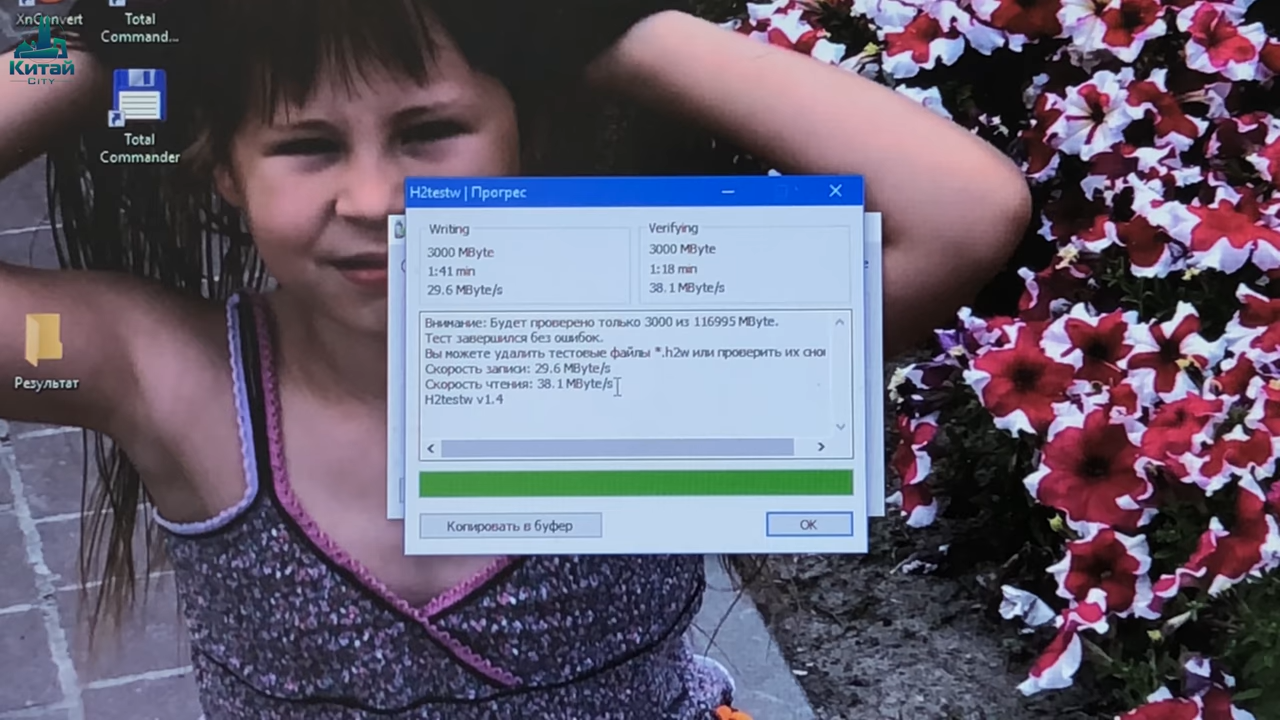 XnConvert
Total
Command...
Китай
City
Total
Commander
Результат
H2testw | Прогрес
Writing
3000 MByte
1:41 min
29.6 MByte/s
Verifying
3000 MByte
1:18 min
38.1 MByte/s
Внимание: Будет проверено только 3000 из 116995 MByte.
Тест завершился без ошибок.
Вы можете удалить тестовые файлы *.h2w или проверить их
Скорость записи: 29.6 MByte/s
Скорость чтения: 38.1 MByte/s
H2testw v1.4
Копировать в буфер
OK